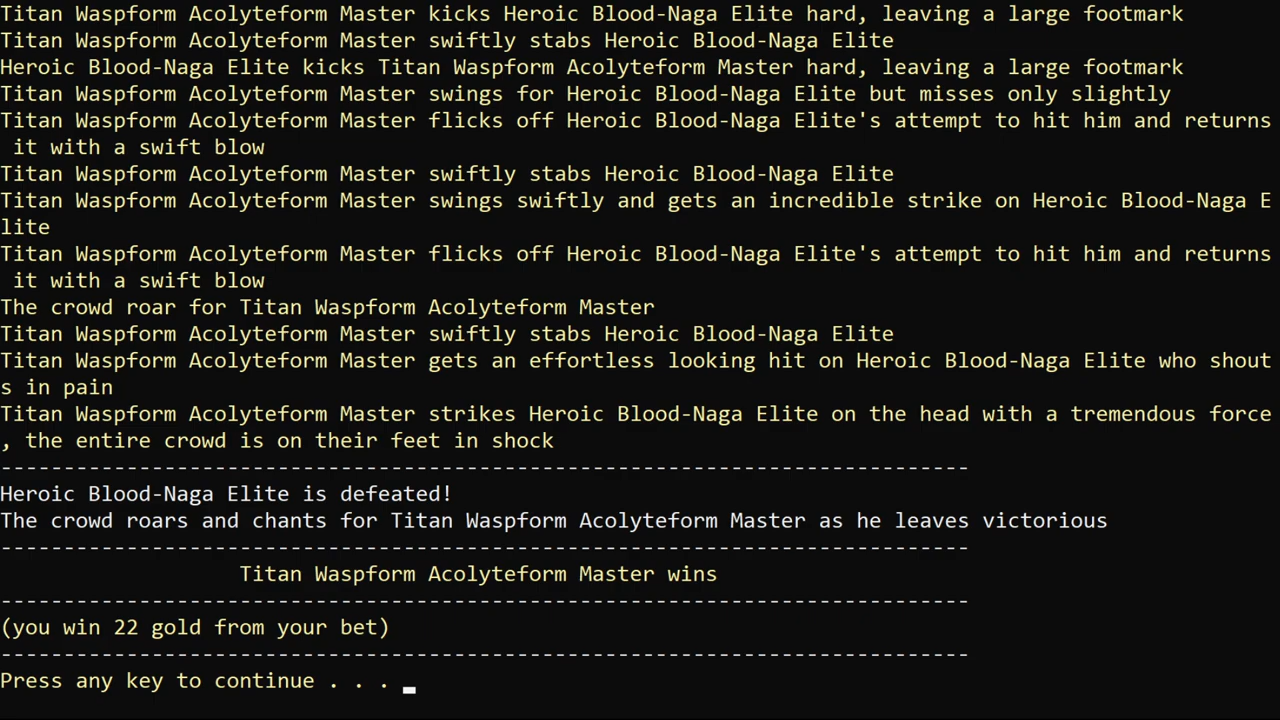 Titan Waspform Acolyteform Master kicks Heroic Blood-Naga Elite hard, leaving a large footmark
Titan Waspform Acolyteform Master swiftly stabs Heroic Blood-Naga Elite
Heroic Blood-Naga Elite kicks Titan Waspform Acolyteform Master hard, leaving a large footmark
Titan Waspform Acolyteform Master swings for Heroic Blood-Naga Elite but misses only slightly
Titan Waspform Acolyteform Master flicks off Heroic Blood-Naga Elite's attempt to hit him and returns
 it with a swift blow
Titan Waspform Acolyteform Master swiftly stabs Heroic Blood-Naga Elite
Titan Waspform Acolyteform Master swings swiftly and gets an incredible strike on Heroic Blood-Naga E
lite
Titan Waspform Acolyteform Master flicks off Heroic Blood-Naga Elite's attempt to hit him and returns
 it with a swift blow
The crowd roar for Titan Waspform Acolyteform Master
Titan Waspform Acolyteform Master swiftly stabs Heroic Blood-Naga Elite
Titan Waspform Acolyteform Master gets an effortless looking hit on Heroic Blood-Naga Elite who shout
s in pain
Titan Waspform Acolyteform Master strikes Heroic Blood-Naga Elite on the head with a tremendous force
, the entire crowd is on their feet in shock
-----------------------------------------------------------------------------
Heroic Blood-Naga Elite is defeated!
The crowd roars and chants for Titan Waspform Acolyteform Master as he leaves victorious
-----------------------------------------------------------------------------
Titan Waspform Acolyteform Master wins
-----------------------------------------------------------------------------
(you win 22 gold from your bet)
-----------------------------------------------------------------------------
Press any key to continue . . . _